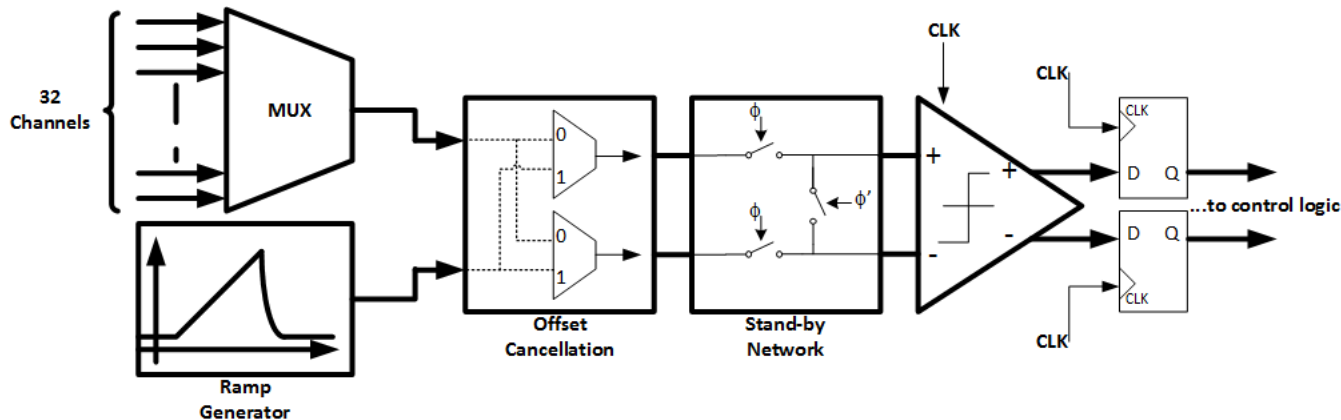 32
Channels
MUX
Ramp
Generator
0
1
0
1
Offset
Cancellation
ϕ
ϕ
ϕ'
Stand-by
Network
CLK
+
-
+
-
CLK
CLK
D
Q
D
Q
CLK
CLK
...to control logic